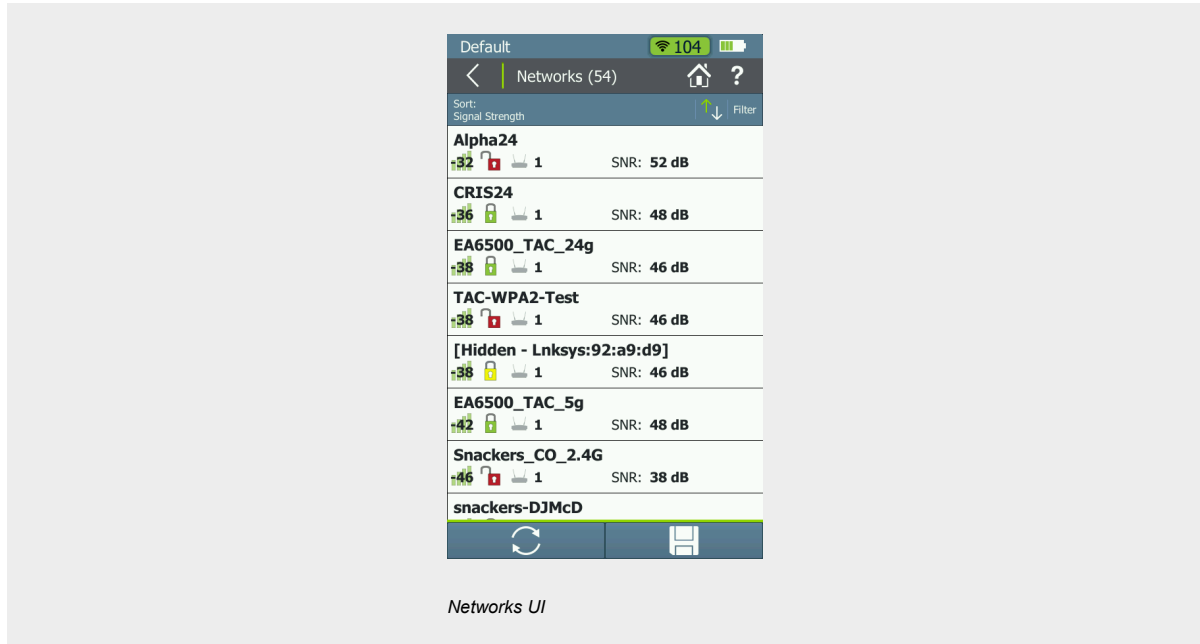 Default 104
Networks (54) ?
Sort:
Signal Strength
Filter
Alpha24
-32 1 SNR: 52 dB
CRIS24
-36 1 SNR: 48 dB
EA6500_TAC_24g
-38 1 SNR: 46 dB
TAC-WPA2-Test
-38 1 SNR: 46 dB
[Hidden - Lnksys:92:a9:d9]
-38 1 SNR: 46 dB
EA6500_TAC_5g
-42 1 SNR: 48 dB
Snackers_CO_2.4G
-46 1 SNR: 38 dB
snackers-DJMcD
Networks UI